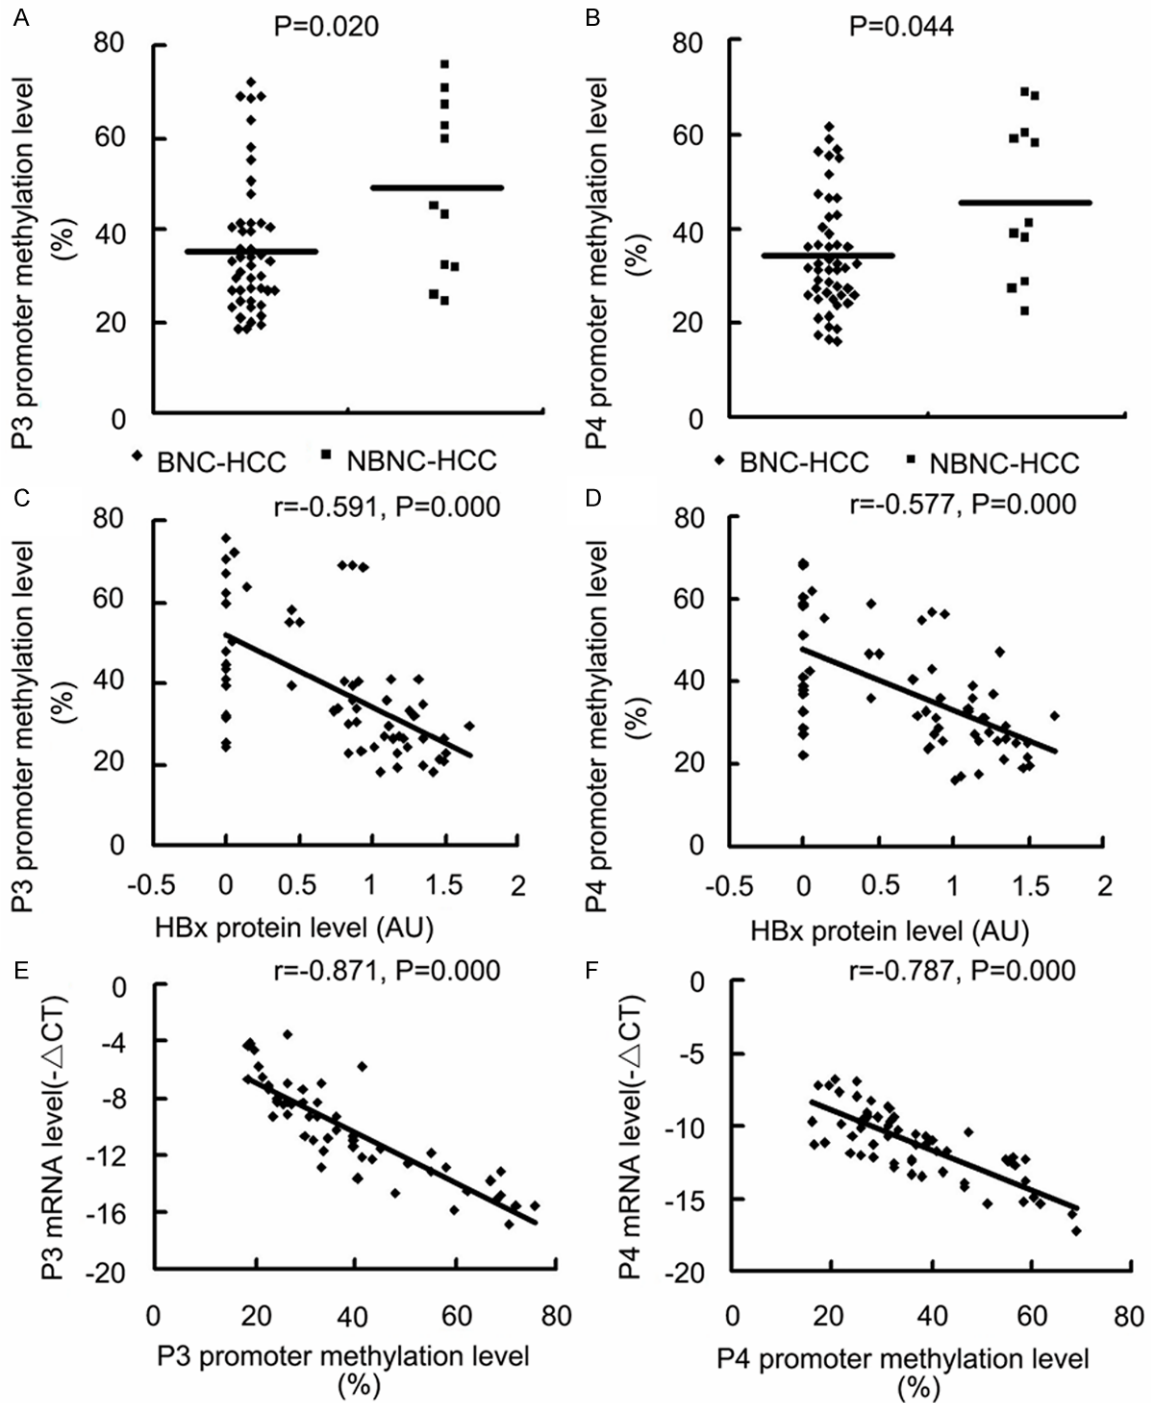 A
P=0.020
P3 promoter methylation level
(%)
80
60
40
20
0
BNC-HCC
NBNC-HCC
B
P=0.044
P4 promoter methylation level
(%)
80
60
40
20
0
BNC-HCC
NBNC-HCC
C
r=-0.591, P=0.000
P3 promoter methylation level
(%)
80
60
40
20
0
-0.5 0 0.5 1 1.5 2
HBx protein level (AU)
D
r=-0.577, P=0.000
P4 promoter methylation level
(%)
80
60
40
20
0
-0.5 0 0.5 1 1.5 2
HBx protein level (AU)
E
r=-0.871, P=0.000
P3 mRNA level(-△CT)
0
-4
-8
-12
-16
-20
0 20 40 60 80
P3 promoter methylation level
(%)
F
r=-0.787, P=0.000
P4 mRNA level(-△CT)
0
-5
-10
-15
-20
0 20 40 60 80
P4 promoter methylation level
(%)